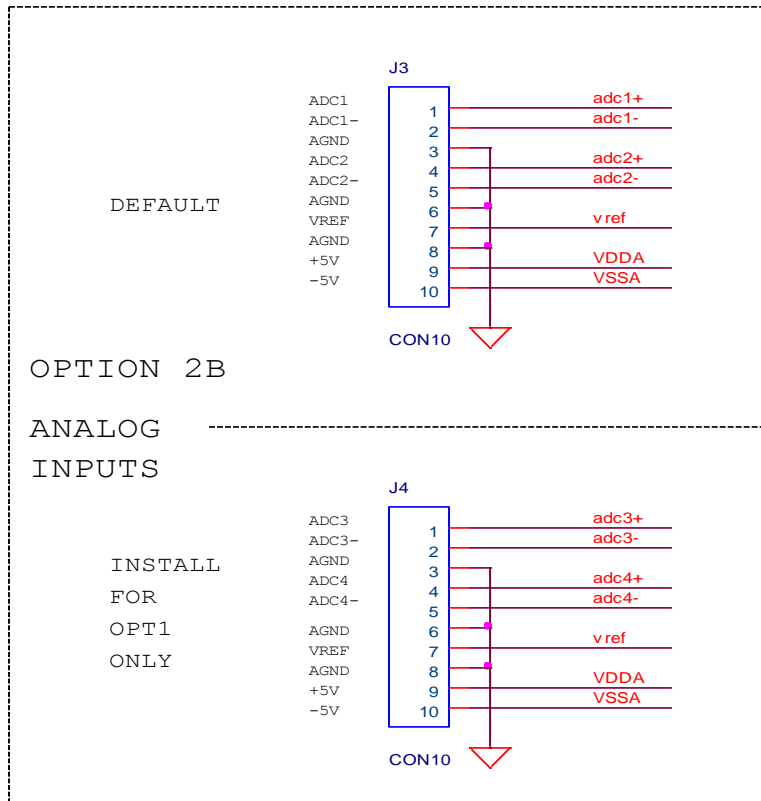 J3
ADC1 1 adc1+
ADC1- 2 adc1-
AGND 3
ADC2 4 adc2+
ADC2- 5 adc2-
AGND 6
VREF 7 vref
AGND 8
+5V 9 VDDA
-5V 10 VSSA
DEFAULT
CON10
OPTION 2B
ANALOG
INPUTS
J4
ADC3 1 adc3+
ADC3- 2 adc3-
AGND 3
ADC4 4 adc4+
ADC4- 5 adc4-
AGND 6
VREF 7 vref
AGND 8
+5V 9 VDDA
-5V 10 VSSA
INSTALL
FOR
OPT1
ONLY
CON10